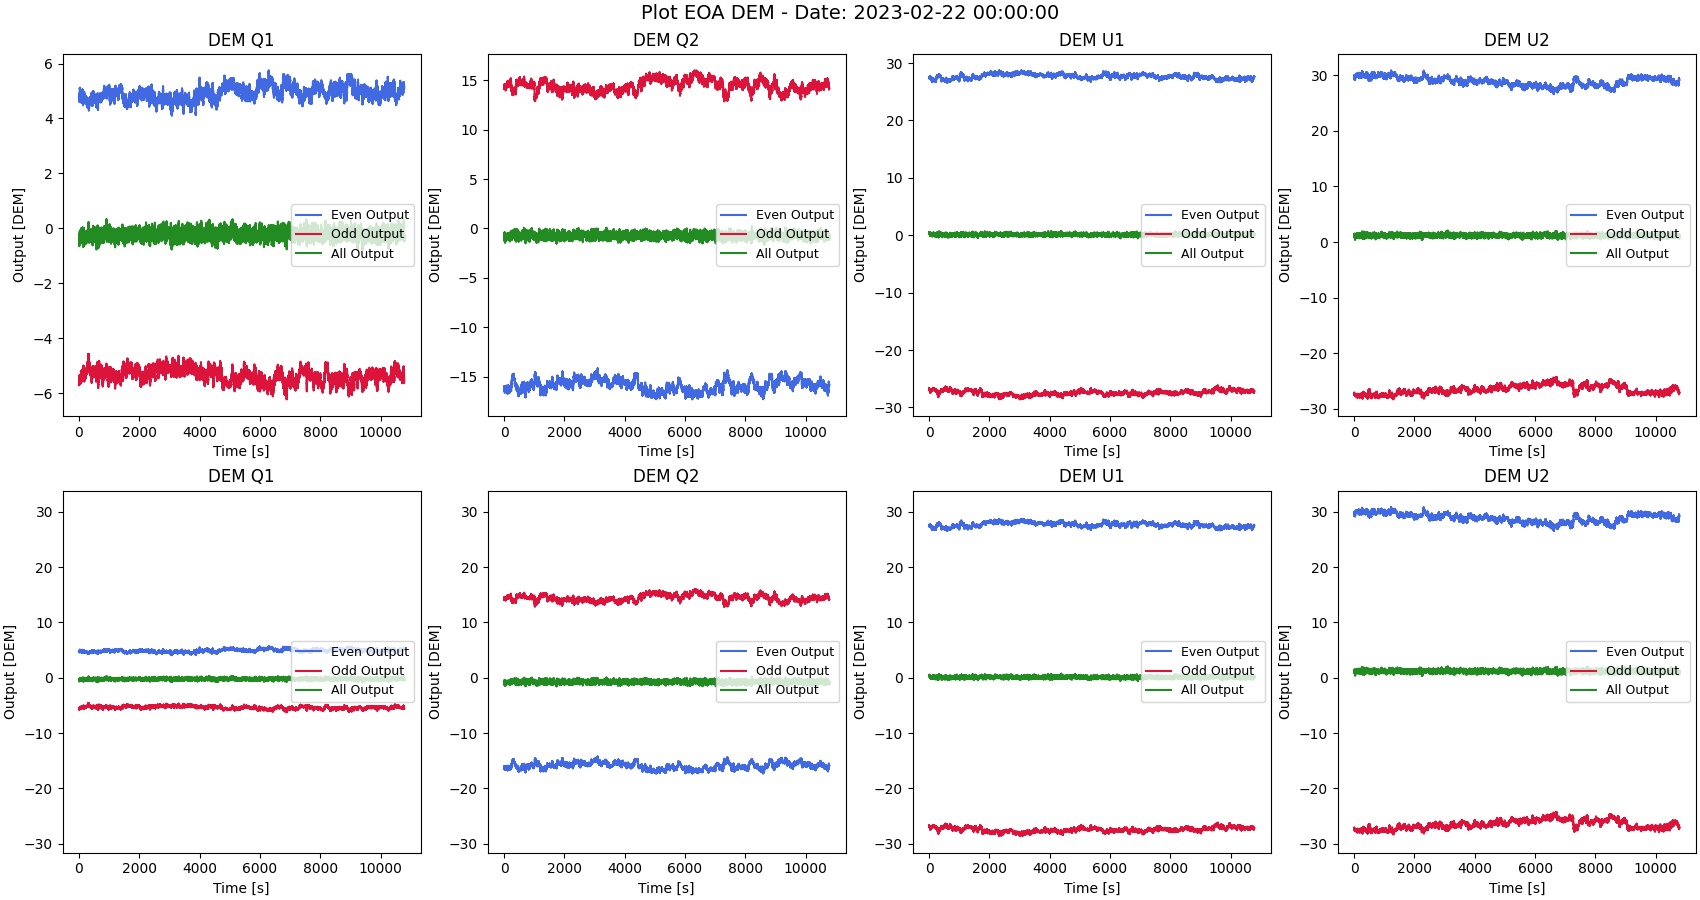 Plot EOA DEM - Date: 2023-02-22 00:00:00
DEM Q1
DEM Q2
DEM U1
DEM U2
Output [DEM]
6
4
2
0
−2
−4
−6
Even Output
Odd Output
All Output
0 2000 4000 6000 8000 10000
Time [s]
Output [DEM]
15
10
5
0
−5
−10
−15
Even Output
Odd Output
All Output
0 2000 4000 6000 8000 10000
Time [s]
Output [DEM]
30
20
10
0
−10
−20
−30
Even Output
Odd Output
All Output
0 2000 4000 6000 8000 10000
Time [s]
Output [DEM]
30
20
10
0
−10
−20
−30
Even Output
Odd Output
All Output
0 2000 4000 6000 8000 10000
Time [s]
DEM Q1
DEM Q2
DEM U1
DEM U2
Output [DEM]
30
20
10
0
−10
−20
−30
Even Output
Odd Output
All Output
0 2000 4000 6000 8000 10000
Time [s]
Output [DEM]
30
20
10
0
−10
−20
−30
Even Output
Odd Output
All Output
0 2000 4000 6000 8000 10000
Time [s]
Output [DEM]
30
20
10
0
−10
−20
−30
Even Output
Odd Output
All Output
0 2000 4000 6000 8000 10000
Time [s]
Output [DEM]
30
20
10
0
−10
−20
−30
Even Output
Odd Output
All Output
0 2000 4000 6000 8000 10000
Time [s]